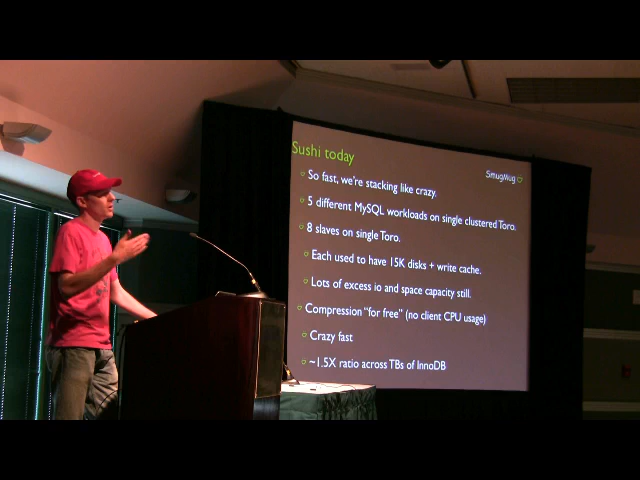 Sushi today
SmugMug
So fast, we're stacking like crazy.
5 different MySQL workloads on single clustered Toro.
8 slaves on single Toro.
Each used to have 15K disks + write cache.
Lots of excess io and space capacity still.
Compression "for free" (no client CPU usage)
Crazy fast
~1.5X ratio across TBs of InnoDB